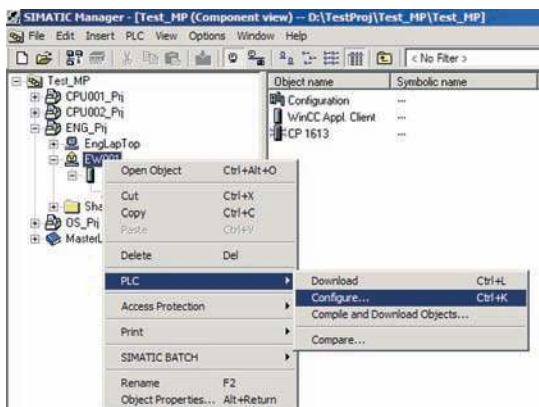 SIMATIC Manager - [Test_MP (Component view) -- D:\TestProj\Test_MP\Test_MP]
File Edit Insert PLC View Options Window Help
< No Filter >
Test_MP
CPU001_Prj
CPU002_Prj
ENG_Prj
EngLapTop
EW001
Sha
OS_Prj
MasterL
Object name Symbolic name
Configuration ---
WinCC Appl. Client ---
CP 1613 ---
Open Object Ctrl+Alt+O
Cut Ctrl+X
Copy Ctrl+C
Paste Ctrl+V
Delete Del
PLC
Access Protection
Print
SIMATIC BATCH
Rename F2
Object Properties... Alt+Return
Download Ctrl+L
Configure... Ctrl+K
Compile and Download Objects...
Compare...